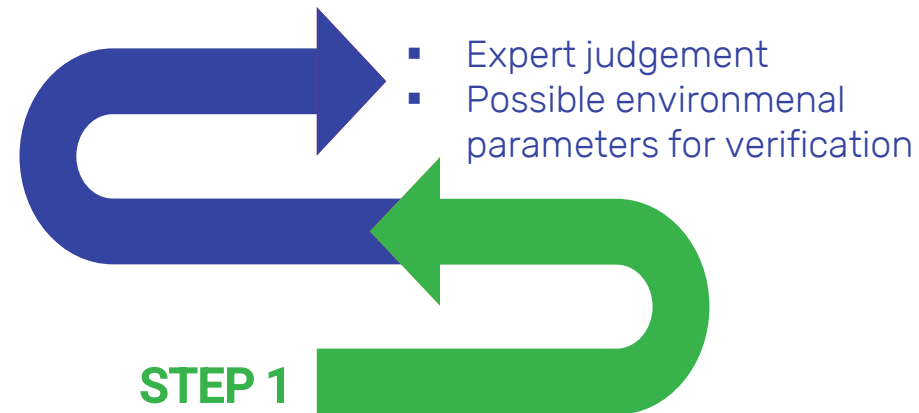 ▪ Expert judgement
▪ Possible environmenal
parameters for verification
STEP 1